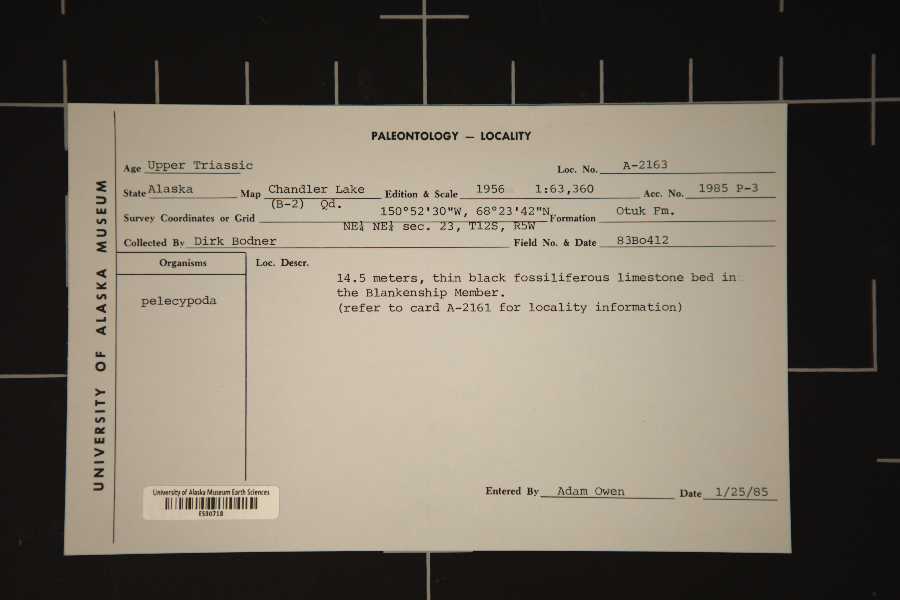 PALEONTOLOGY — LOCALITY
Age Upper Triassic Loc. No. A-2163
State Alaska Map Chandler Lake Edition & Scale 1956 1:63,360 Acc. No. 1985 P-3
(B-2) Qd.
Survey Coordinates or Grid 150°52'30"W, 68°23'42"N Formation Otuk Fm.
NE¼ NE¼ sec. 23, T12S, R5W
Collected By Dirk Bodner Field No. & Date 83Bo412
Organisms Loc. Descr.
14.5 meters, thin black fossiliferous limestone bed in
pelecypoda the Blankenship Member.
(refer to card A-2161 for locality information)
UNIVERSITY OF ALASKA MUSEUM
University of Alaska Museum Earth Sciences
ES30718
Entered By Adam Owen Date 1/25/85